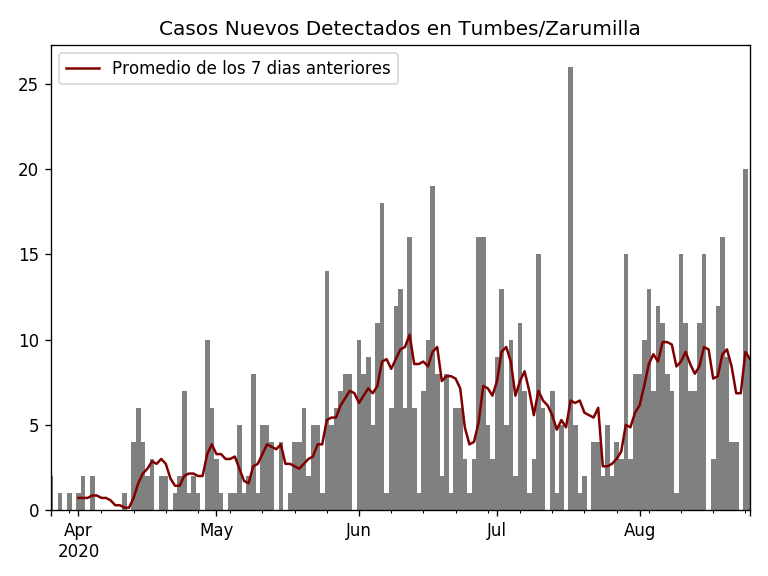 Casos Nuevos Detectados en Tumbes/Zarumilla
Promedio de los 7 dias anteriores
25
20
15
10
5
0
Apr May Jun Jul Aug
2020